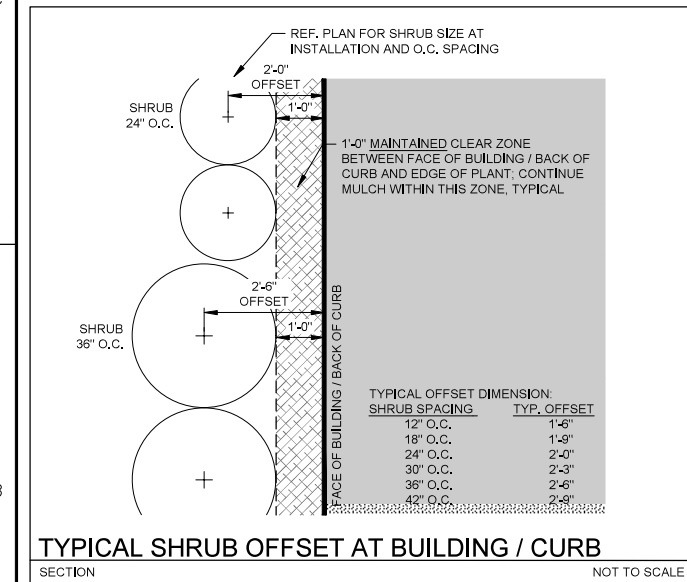 REF. PLAN FOR SHRUB SIZE AT
INSTALLATION AND O.C. SPACING
2'-0"
OFFSET
1'-0"
SHRUB
24" O.C.
1'-0" MAINTAINED CLEAR ZONE
BETWEEN FACE OF BUILDING / BACK OF
CURB AND EDGE OF PLANT; CONTINUE
MULCH WITHIN THIS ZONE, TYPICAL
2'-6"
OFFSET
1'-0"
SHRUB
36" O.C.
FACE OF BUILDING / BACK OF CURB
TYPICAL OFFSET DIMENSION:
SHRUB SPACING TYP. OFFSET
12" O.C. 1'-6"
18" O.C. 1'-9"
24" O.C. 2'-0"
30" O.C. 2'-3"
36" O.C. 2'-6"
42" O.C. 2'-9"
TYPICAL SHRUB OFFSET AT BUILDING / CURB
SECTION NOT TO SCALE